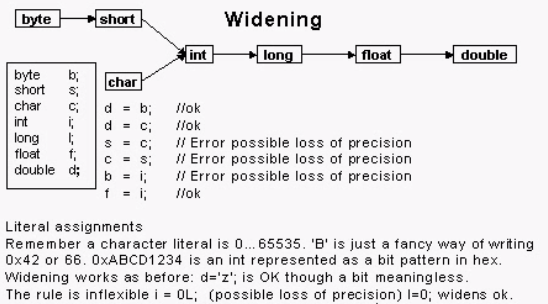 Widening
byte short
int long float double
char
byte b;
short s;
char c;
int i;
long l;
float f;
double d;
d = b; //ok
d = c; //ok
s = c; // Error possible loss of precision
c = s; // Error possible loss of precision
b = i; // Error possible loss of precision
f = i; //ok
Literal assignments
Remember a character literal is 0...65535. 'B' is just a fancy way of writing
0x42 or 66. 0xABCD1234 is an int represented as a bit pattern in hex.
Widening works as before: d='z'; is OK though a bit meaningless.
The rule is inflexible i = 0L; (possible loss of precision) l=0; widens ok.